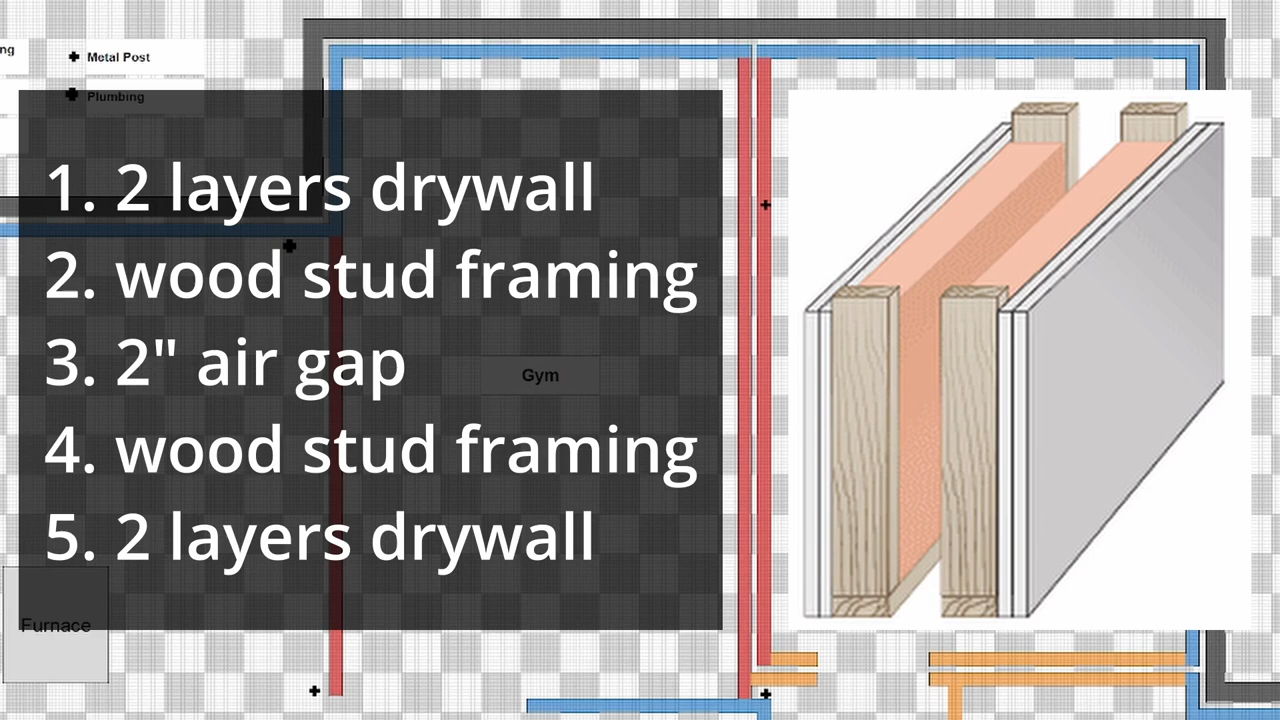 ng
Metal Post
Plumbing
1. 2 layers drywall
2. wood stud framing
3. 2" air gap
4. wood stud framing
5. 2 layers drywall
Gym
Furnace